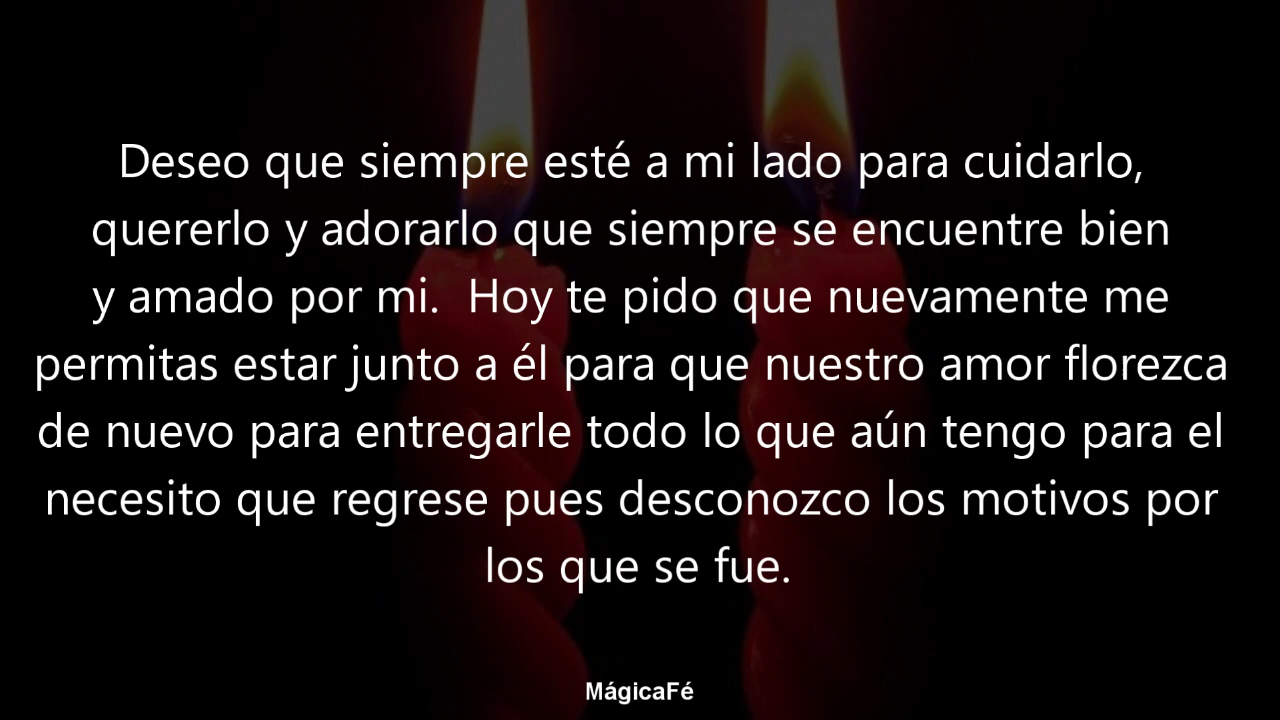 Deseo que siempre esté a mi lado para cuidarlo,
quererlo y adorarlo que siempre se encuentre bien
y amado por mi.  Hoy te pido que nuevamente me
permitas estar junto a él para que nuestro amor florezca
de nuevo para entregarle todo lo que aún tengo para el
necesito que regrese pues desconozco los motivos por
los que se fue.
MágicaFé